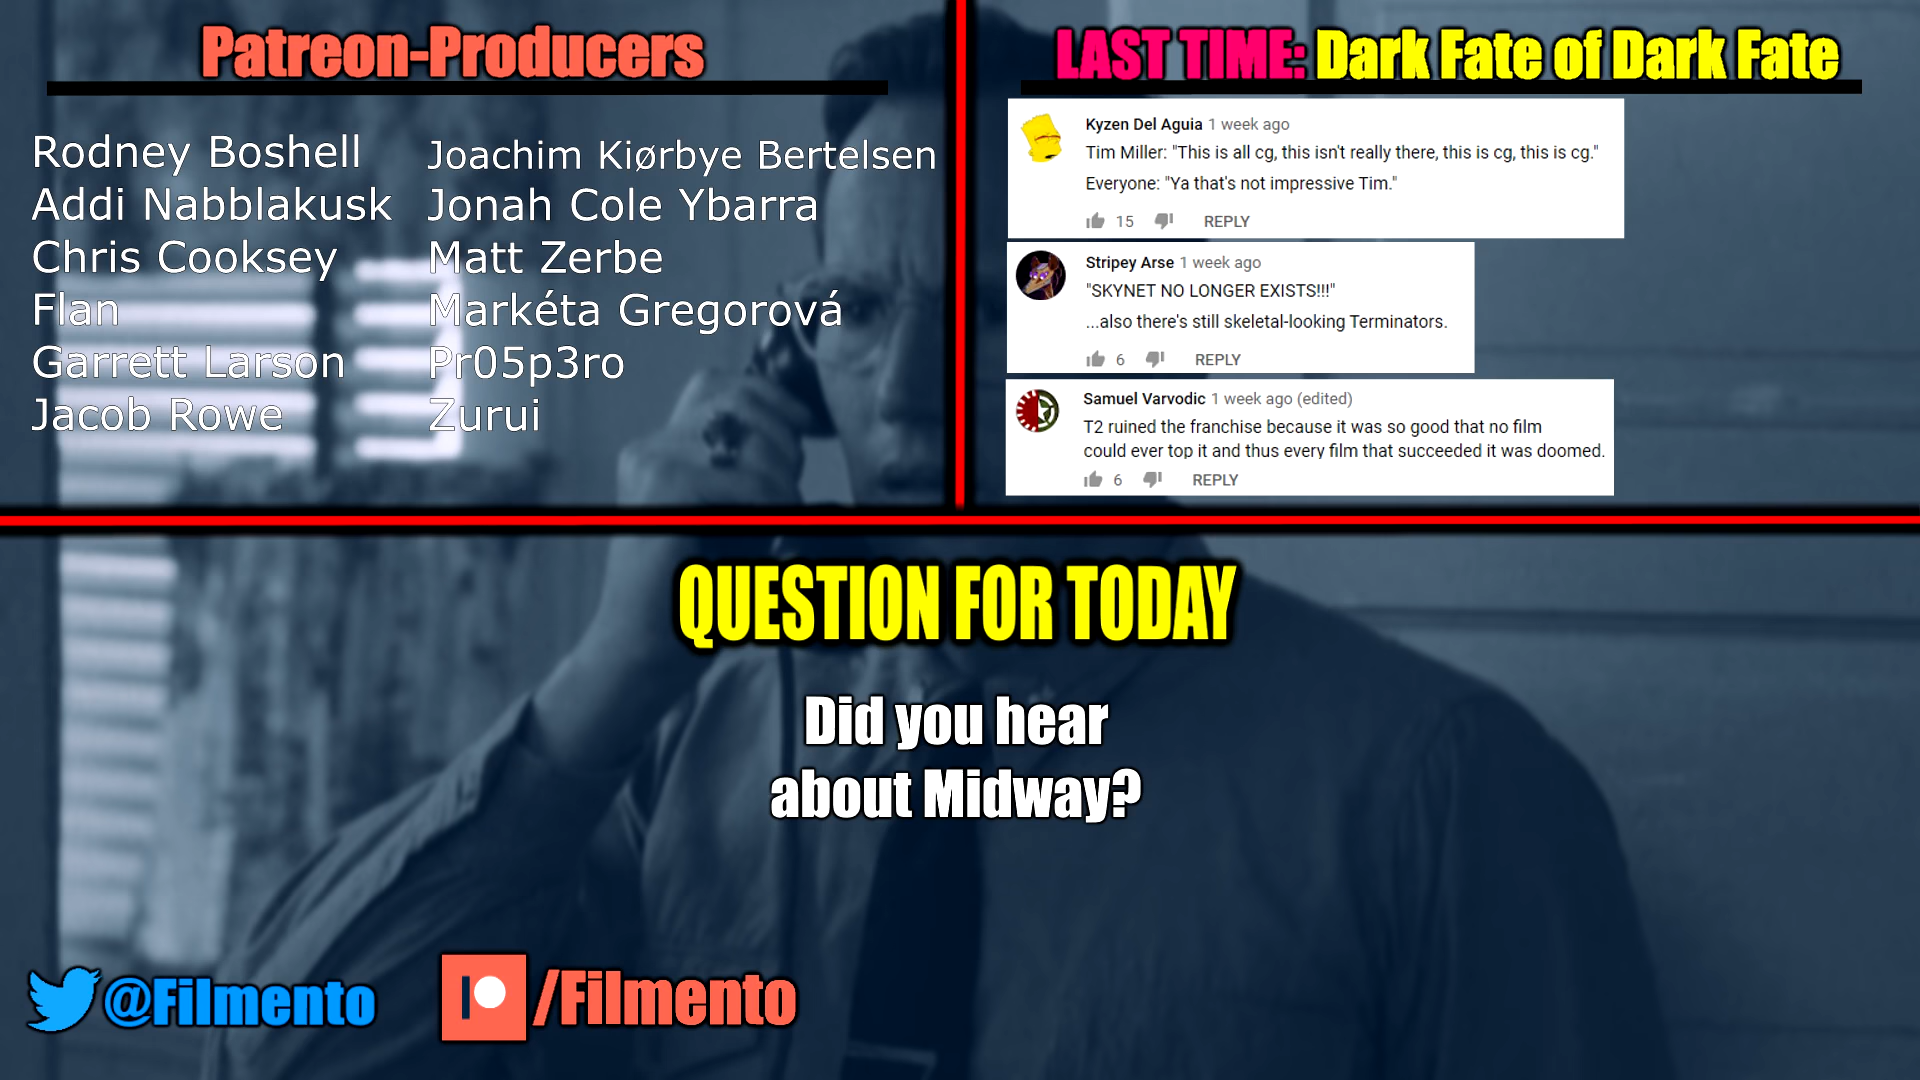 Patreon-Producers
Rodney Boshell
Addi Nabblakusk
Chris Cooksey
Flan
Garrett Larson
Jacob Rowe
Joachim Kiørbye Bertelsen
Jonah Cole Ybarra
Matt Zerbe
Markéta Gregorová
Pr05p3ro
Zurui
LAST TIME: Dark Fate of Dark Fate
Kyzen Del Aguia 1 week ago
Tim Miller: "This is all cg, this isn't really there, this is cg, this is cg."
Everyone: "Ya that's not impressive Tim."
15 REPLY
Stripey Arse 1 week ago
"SKYNET NO LONGER EXISTS!!!"
...also there's still skeletal-looking Terminators.
6 REPLY
Samuel Varvodic 1 week ago (edited)
T2 ruined the franchise because it was so good that no film
could ever top it and thus every film that succeeded it was doomed.
6 REPLY
QUESTION FOR TODAY
Did you hear
about Midway?
@Filmento
/Filmento